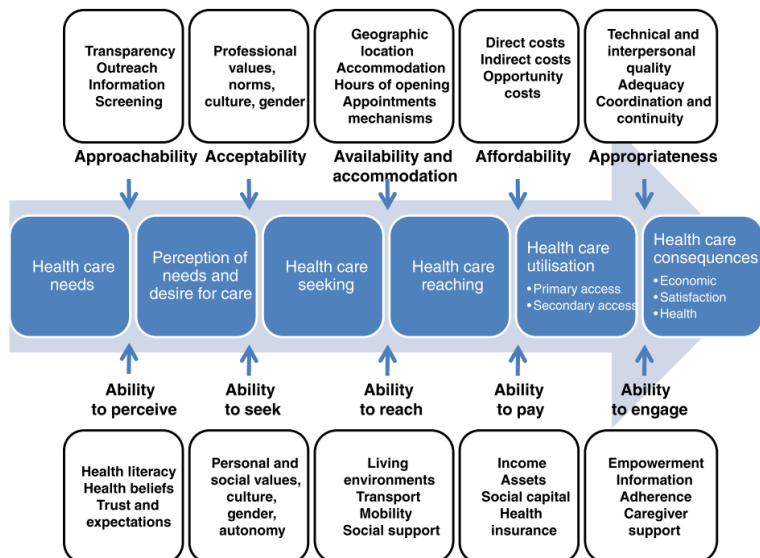 Transparency
Outreach
Information
Screening
Professional
values,
norms,
culture, gender
Geographic
location
Accommodation
Hours of opening
Appointments
mechanisms
Direct costs
Indirect costs
Opportunity
costs
Technical and
interpersonal
quality
Adequacy
Coordination and
continuity
Approachability
Acceptability
Availability and
accommodation
Affordability
Appropriateness
Health care
needs
Perception of
needs and
desire for care
Health care
seeking
Health care
reaching
Health care
utilisation
• Primary access
• Secondary access
Health care
consequences
• Economic
• Satisfaction
• Health
Ability
to perceive
Ability
to seek
Ability
to reach
Ability
to pay
Ability
to engage
Health literacy
Health beliefs
Trust and
expectations
Personal and
social values,
culture,
gender,
autonomy
Living
environments
Transport
Mobility
Social support
Income
Assets
Social capital
Health
insurance
Empowerment
Information
Adherence
Caregiver
support